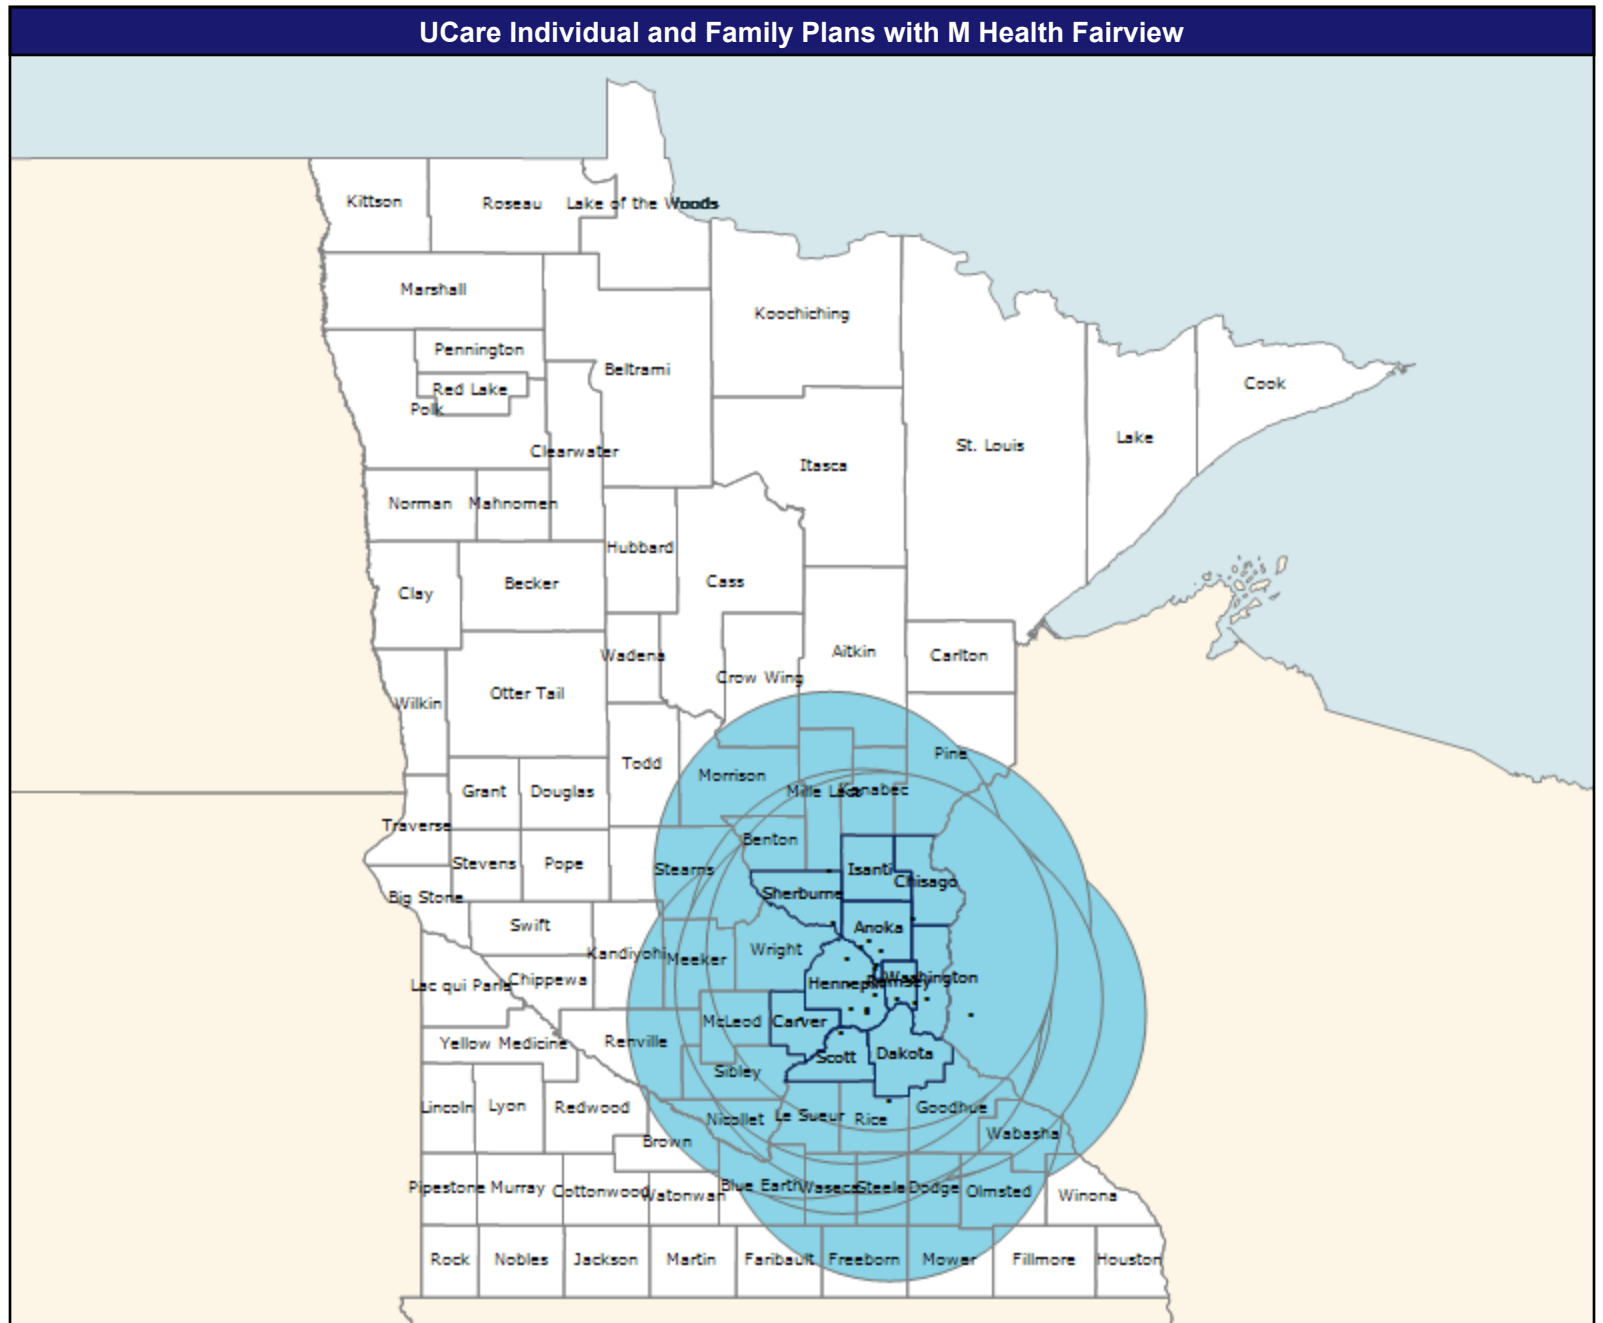 UCare Individual and Family Plans with M Health Fairview
Kittson
Roseau
Lake of the Woods
Marshall
Koochiching
Pennington
Beltrami
Red Lake
Cook
Polk
Lake
St. Louis
Clearwater
Itasca
Norman
Mahnomen
Hubbard
Cass
Becker
Clay
Aitkin
Wadena
Carlton
Crow Wing
Otter Tail
Wilkin
Pine
Todd
Morrison
Mille Lacs
Kanabec
Grant
Douglas
Traverse
Benton
Stevens
Pope
Stearns
Isanti
Chisago
Sherburne
Big Stone
Swift
Anoka
Wright
Kandiyohi
Meeker
Washington
Chippewa
Lac qui Parle
Hennepin
Ramsey
McLeod
Carver
Renville
Yellow Medicine
Scott
Dakota
Sibley
Lincoln
Lyon
Redwood
Goodhue
Nicollet
Le Sueur
Rice
Wabasha
Brown
Pipestone
Murray
Cottonwood
Watonwan
Blue Earth
Waseca
Steele
Dodge
Olmsted
Winona
Rock
Nobles
Jackson
Martin
Faribault
Freeborn
Mower
Fillmore
Houston